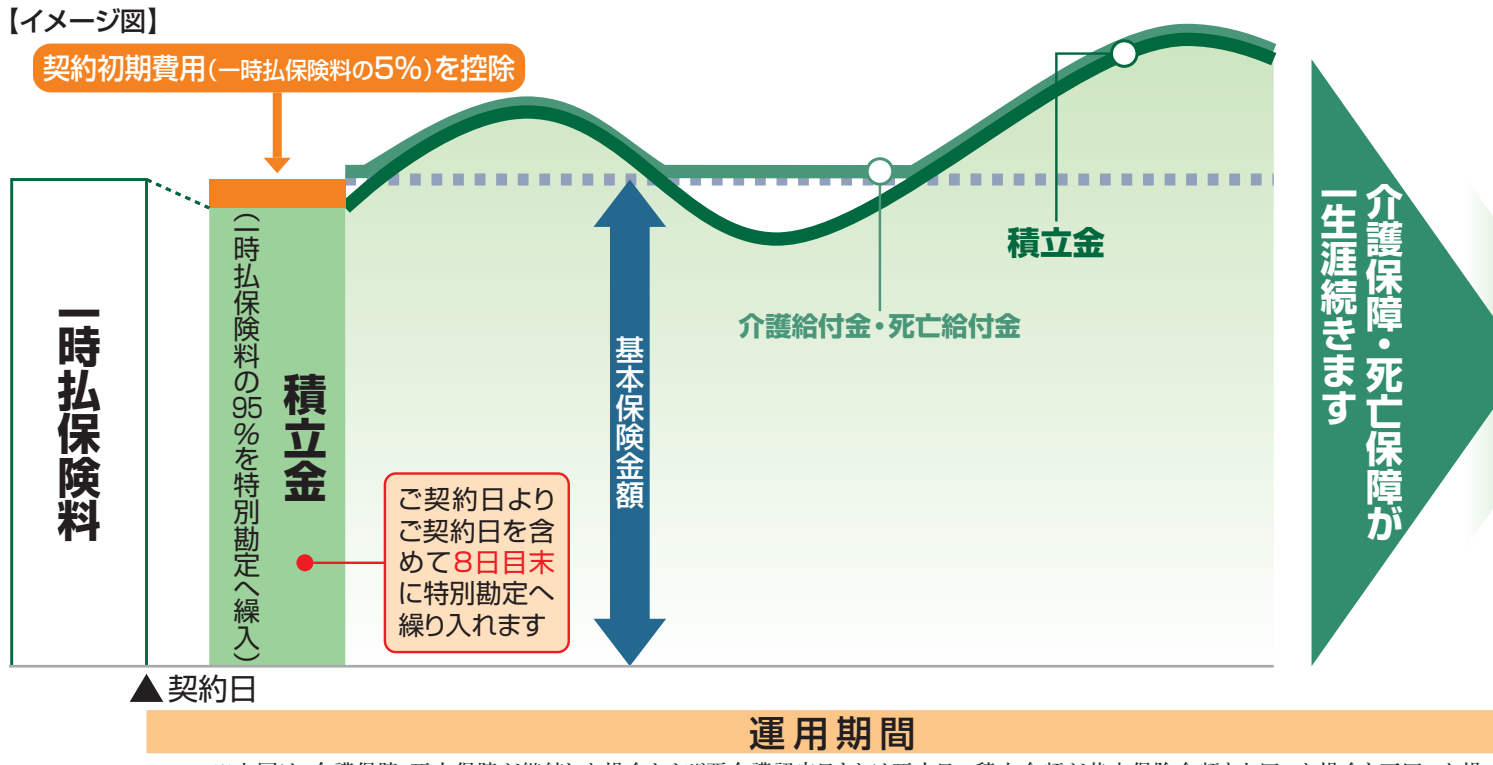 【イメージ図】
契約初期費用(一時払保険料の5%)を控除
一時払保険料
(一時払保険料の95%を特別勘定へ繰入)
積立金
ご契約日より
ご契約日を含
めて8日目末
に特別勘定へ
繰り入れます
基本保険金額
積立金
介護給付金・死亡給付金
介護保障・死亡保障が
一生涯続きます
▲契約日
運用期間